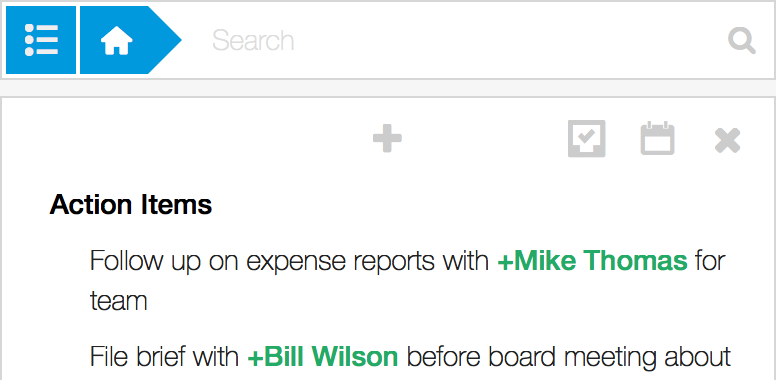 Search
Action Items
Follow up on expense reports with +Mike Thomas for
team
File brief with +Bill Wilson before board meeting about